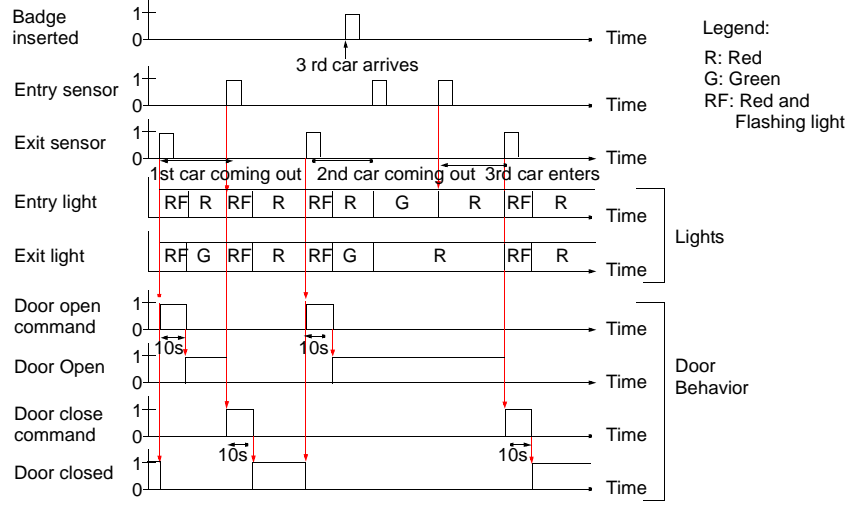 Badge
inserted
1
0
Time
3 rd car arrives
Legend:
R: Red
G: Green
RF: Red and
Flashing light
Entry sensor
1
0
Time
Exit sensor
1
0
Time
1st car coming out 2nd car coming out 3rd car enters
Entry light
RF R RF R RF R G R RF R
Time
Exit light
RF G RF R RF G R RF R
Time
Lights
Door open
command
1
0
Time
10s 10s
Door Open
1
0
Time
Door
Behavior
Door close
command
1
0
Time
10s 10s
Door closed
1
0
Time